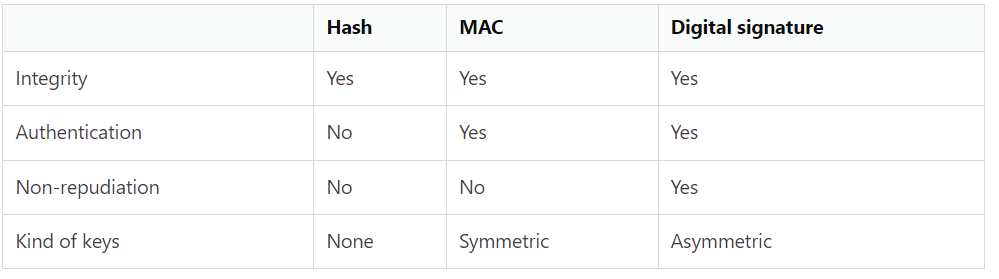 Hash MAC Digital signature
Integrity Yes Yes Yes
Authentication No Yes Yes
Non-repudiation No No Yes
Kind of keys None Symmetric Asymmetric